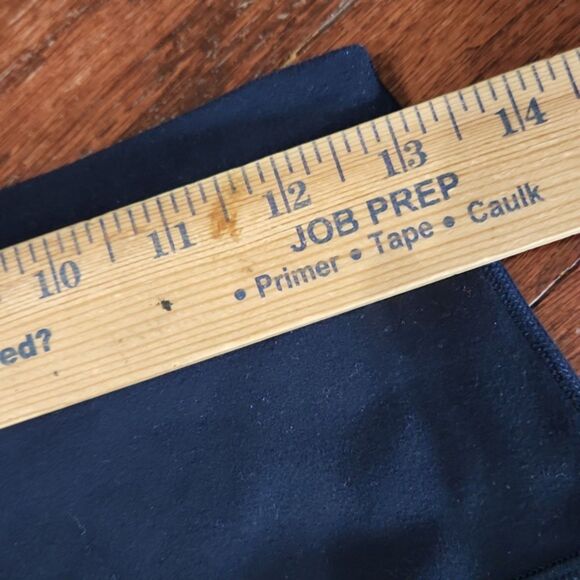 10 11 12 13 14
JOB PREP
• Primer • Tape • Caulk
ed?